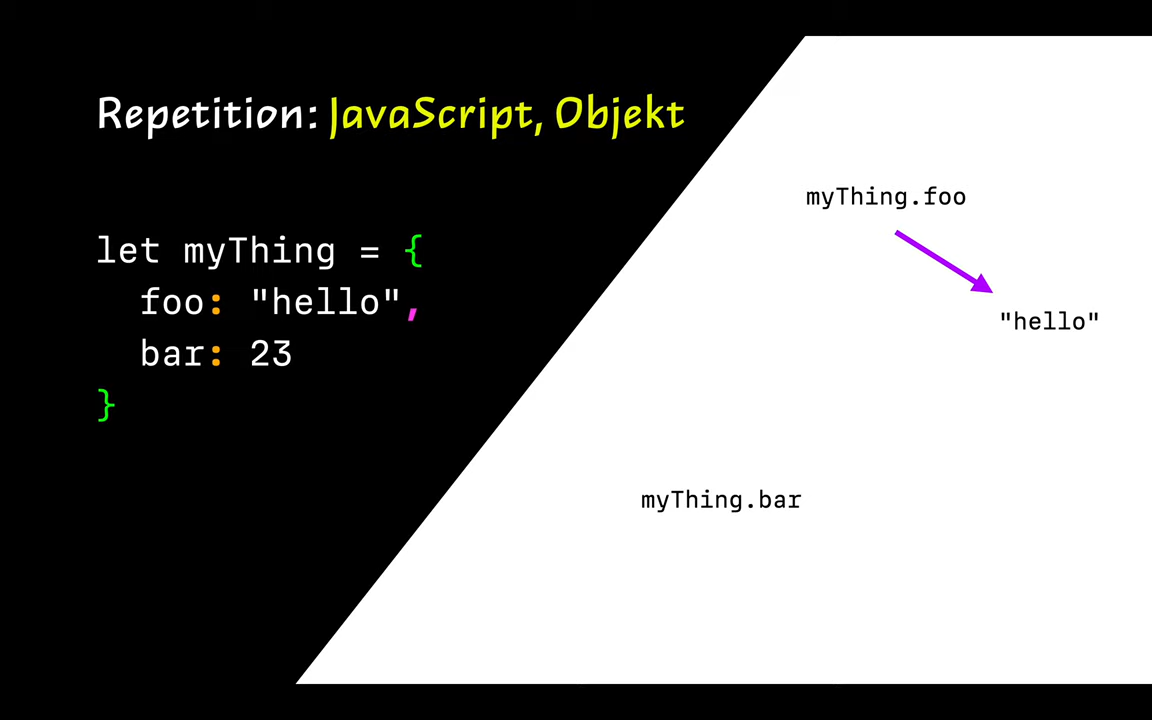 Repetition: JavaScript, Objekt
let myThing = {
foo: "hello",
bar: 23
}
myThing.foo
"hello"
myThing.bar